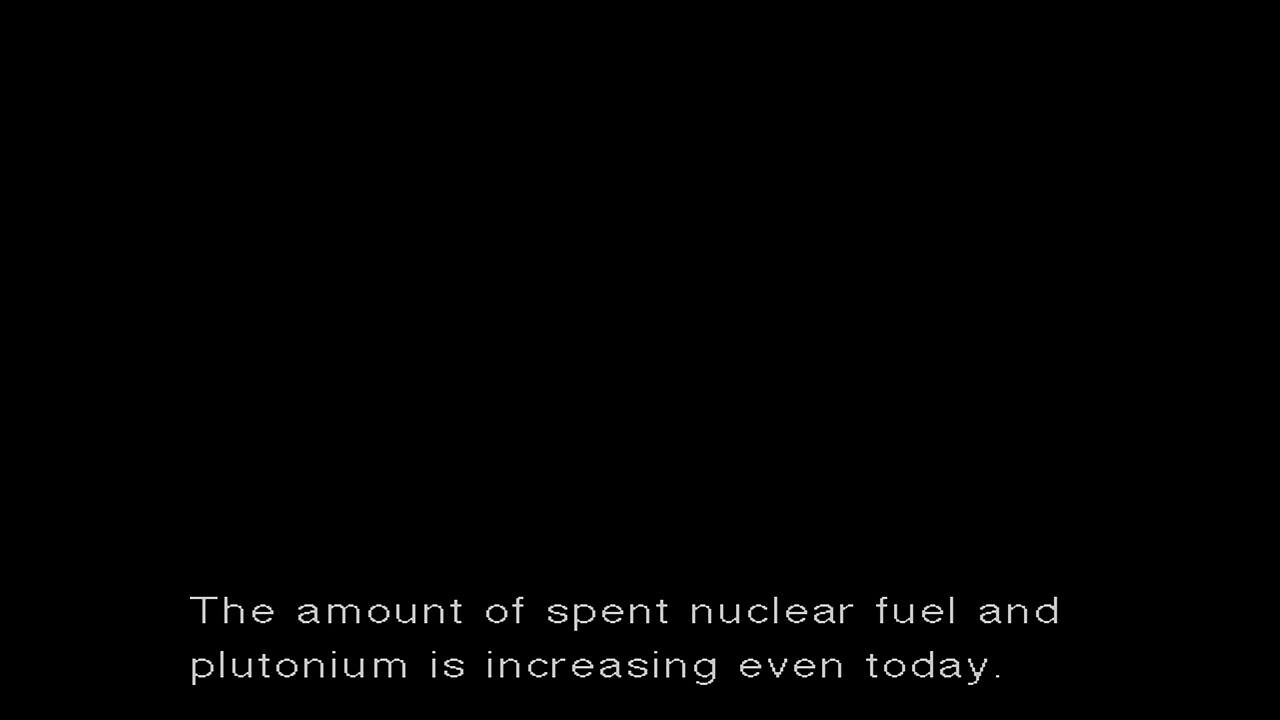 The amount of spent nuclear fuel and
plutonium is increasing even today.